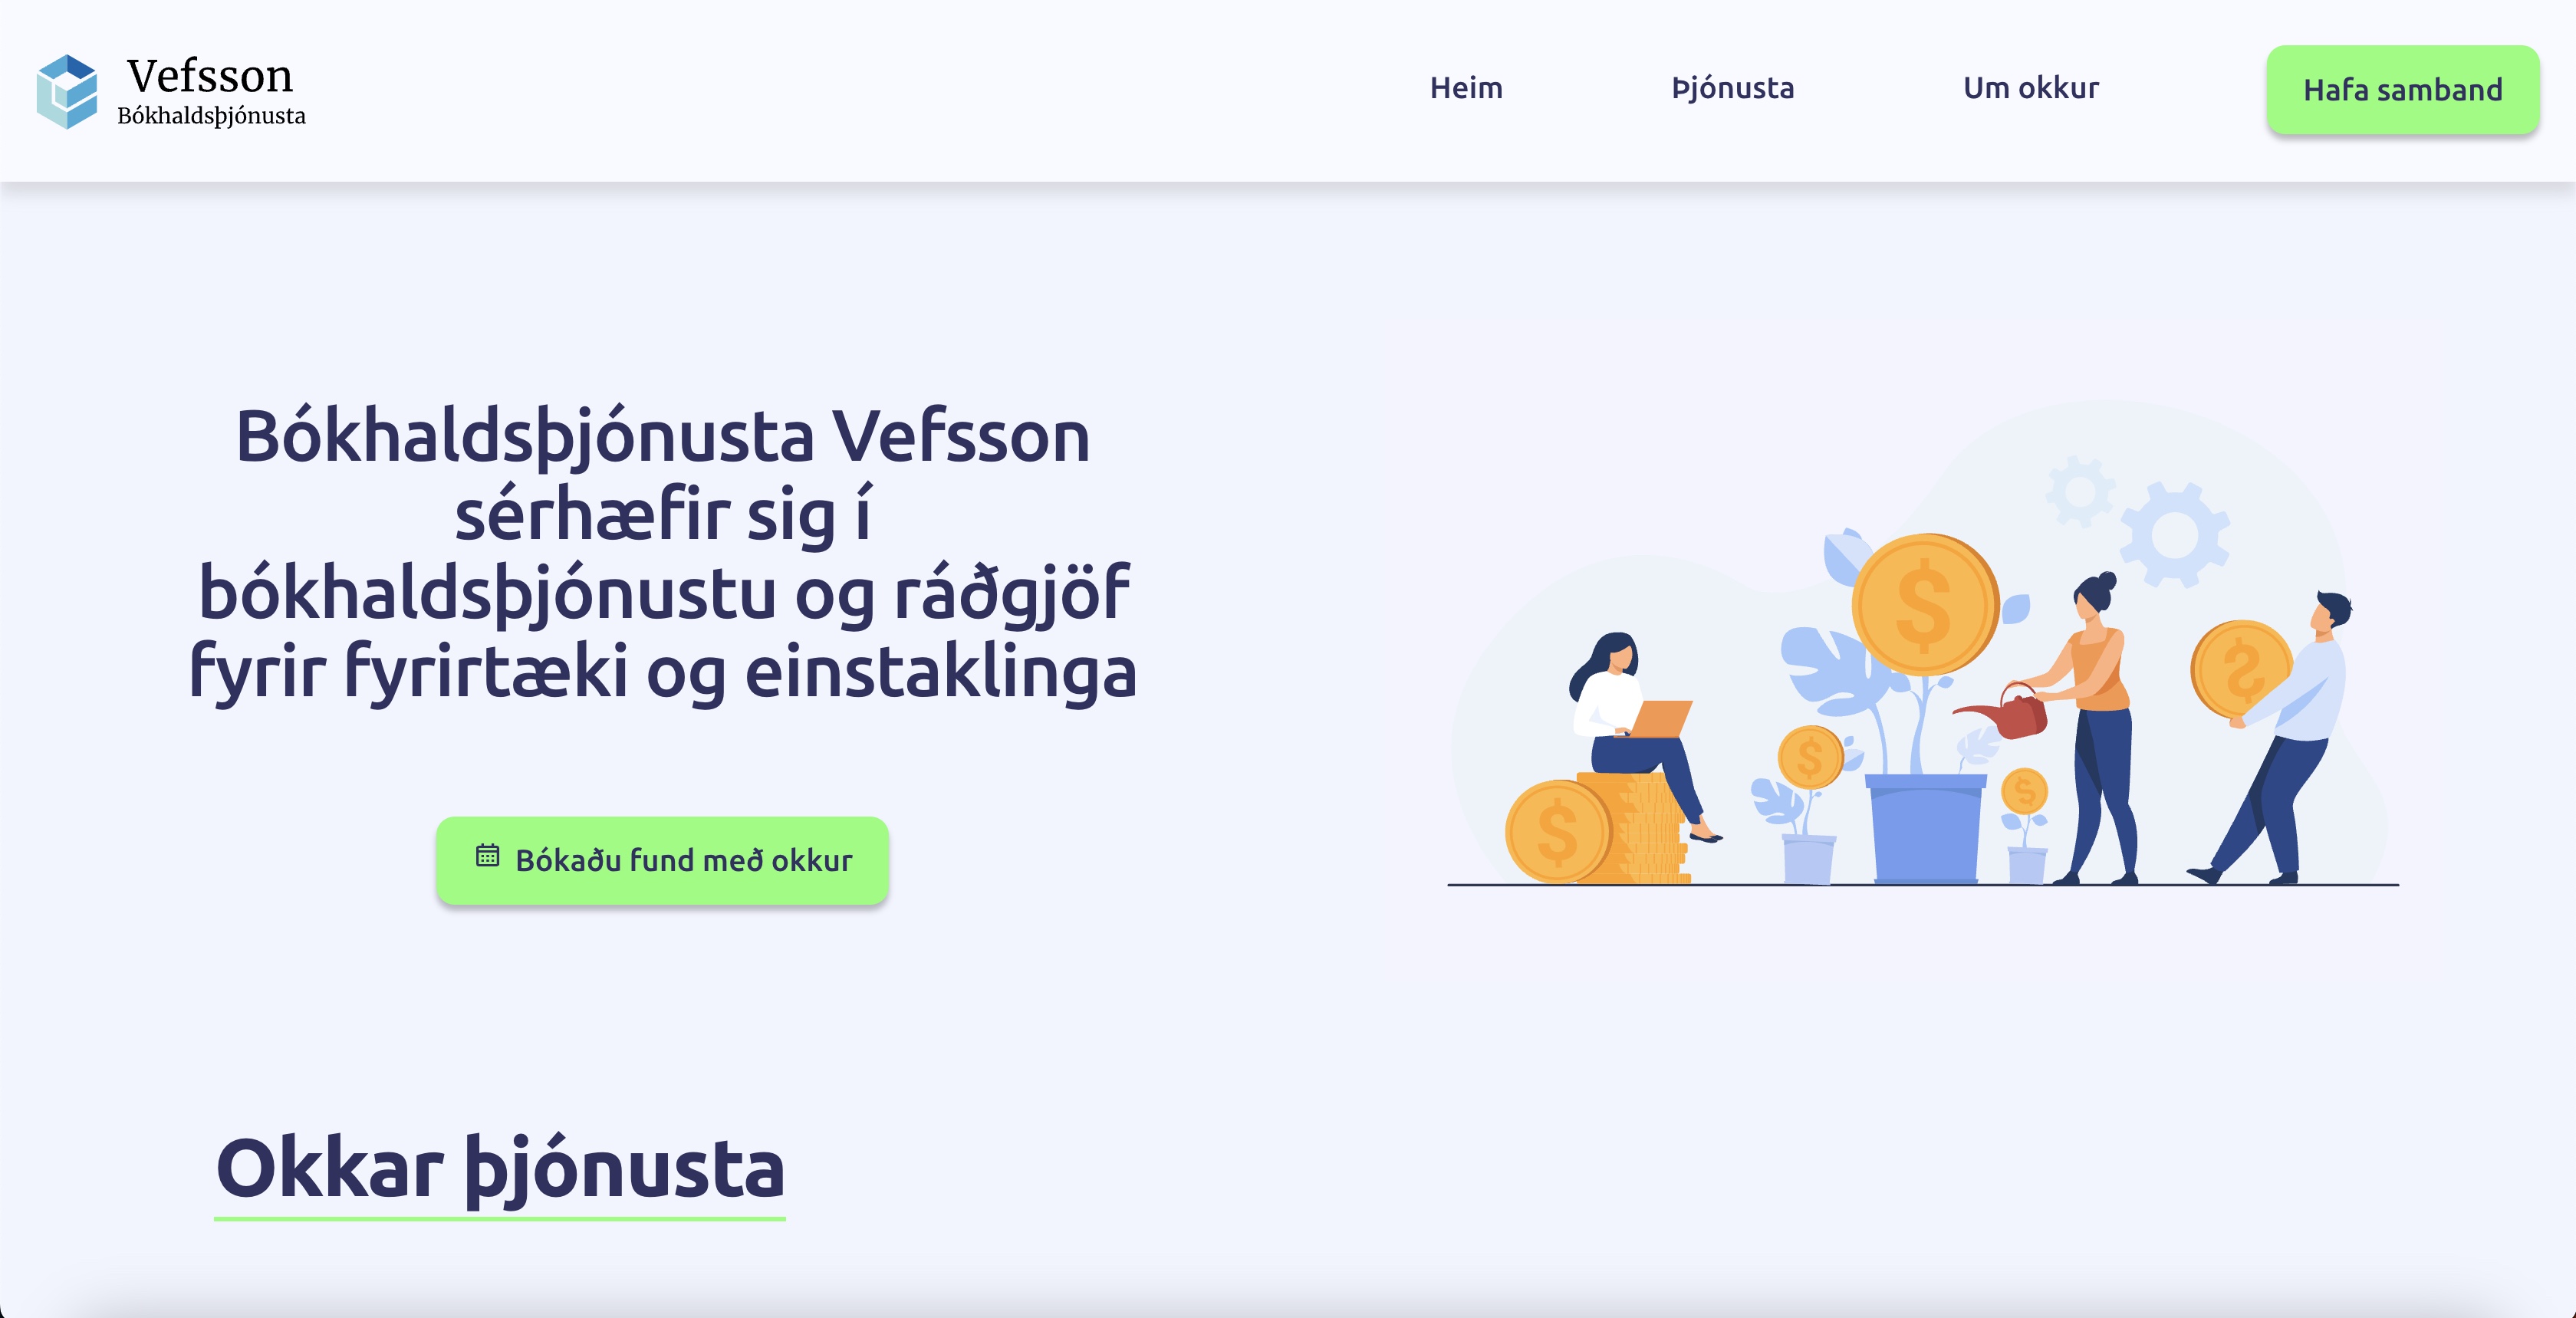 Vefsson
Bókhaldsþjónusta
Heim
Þjónusta
Um okkur
Hafa samband
Bókhaldsþjónusta Vefsson
sérhæfir sig í
bókhaldsþjónustu og ráðgjöf
fyrir fyrirtæki og einstaklinga
$
$
$
$
$
Bókaðu fund með okkur
Okkar þjónusta